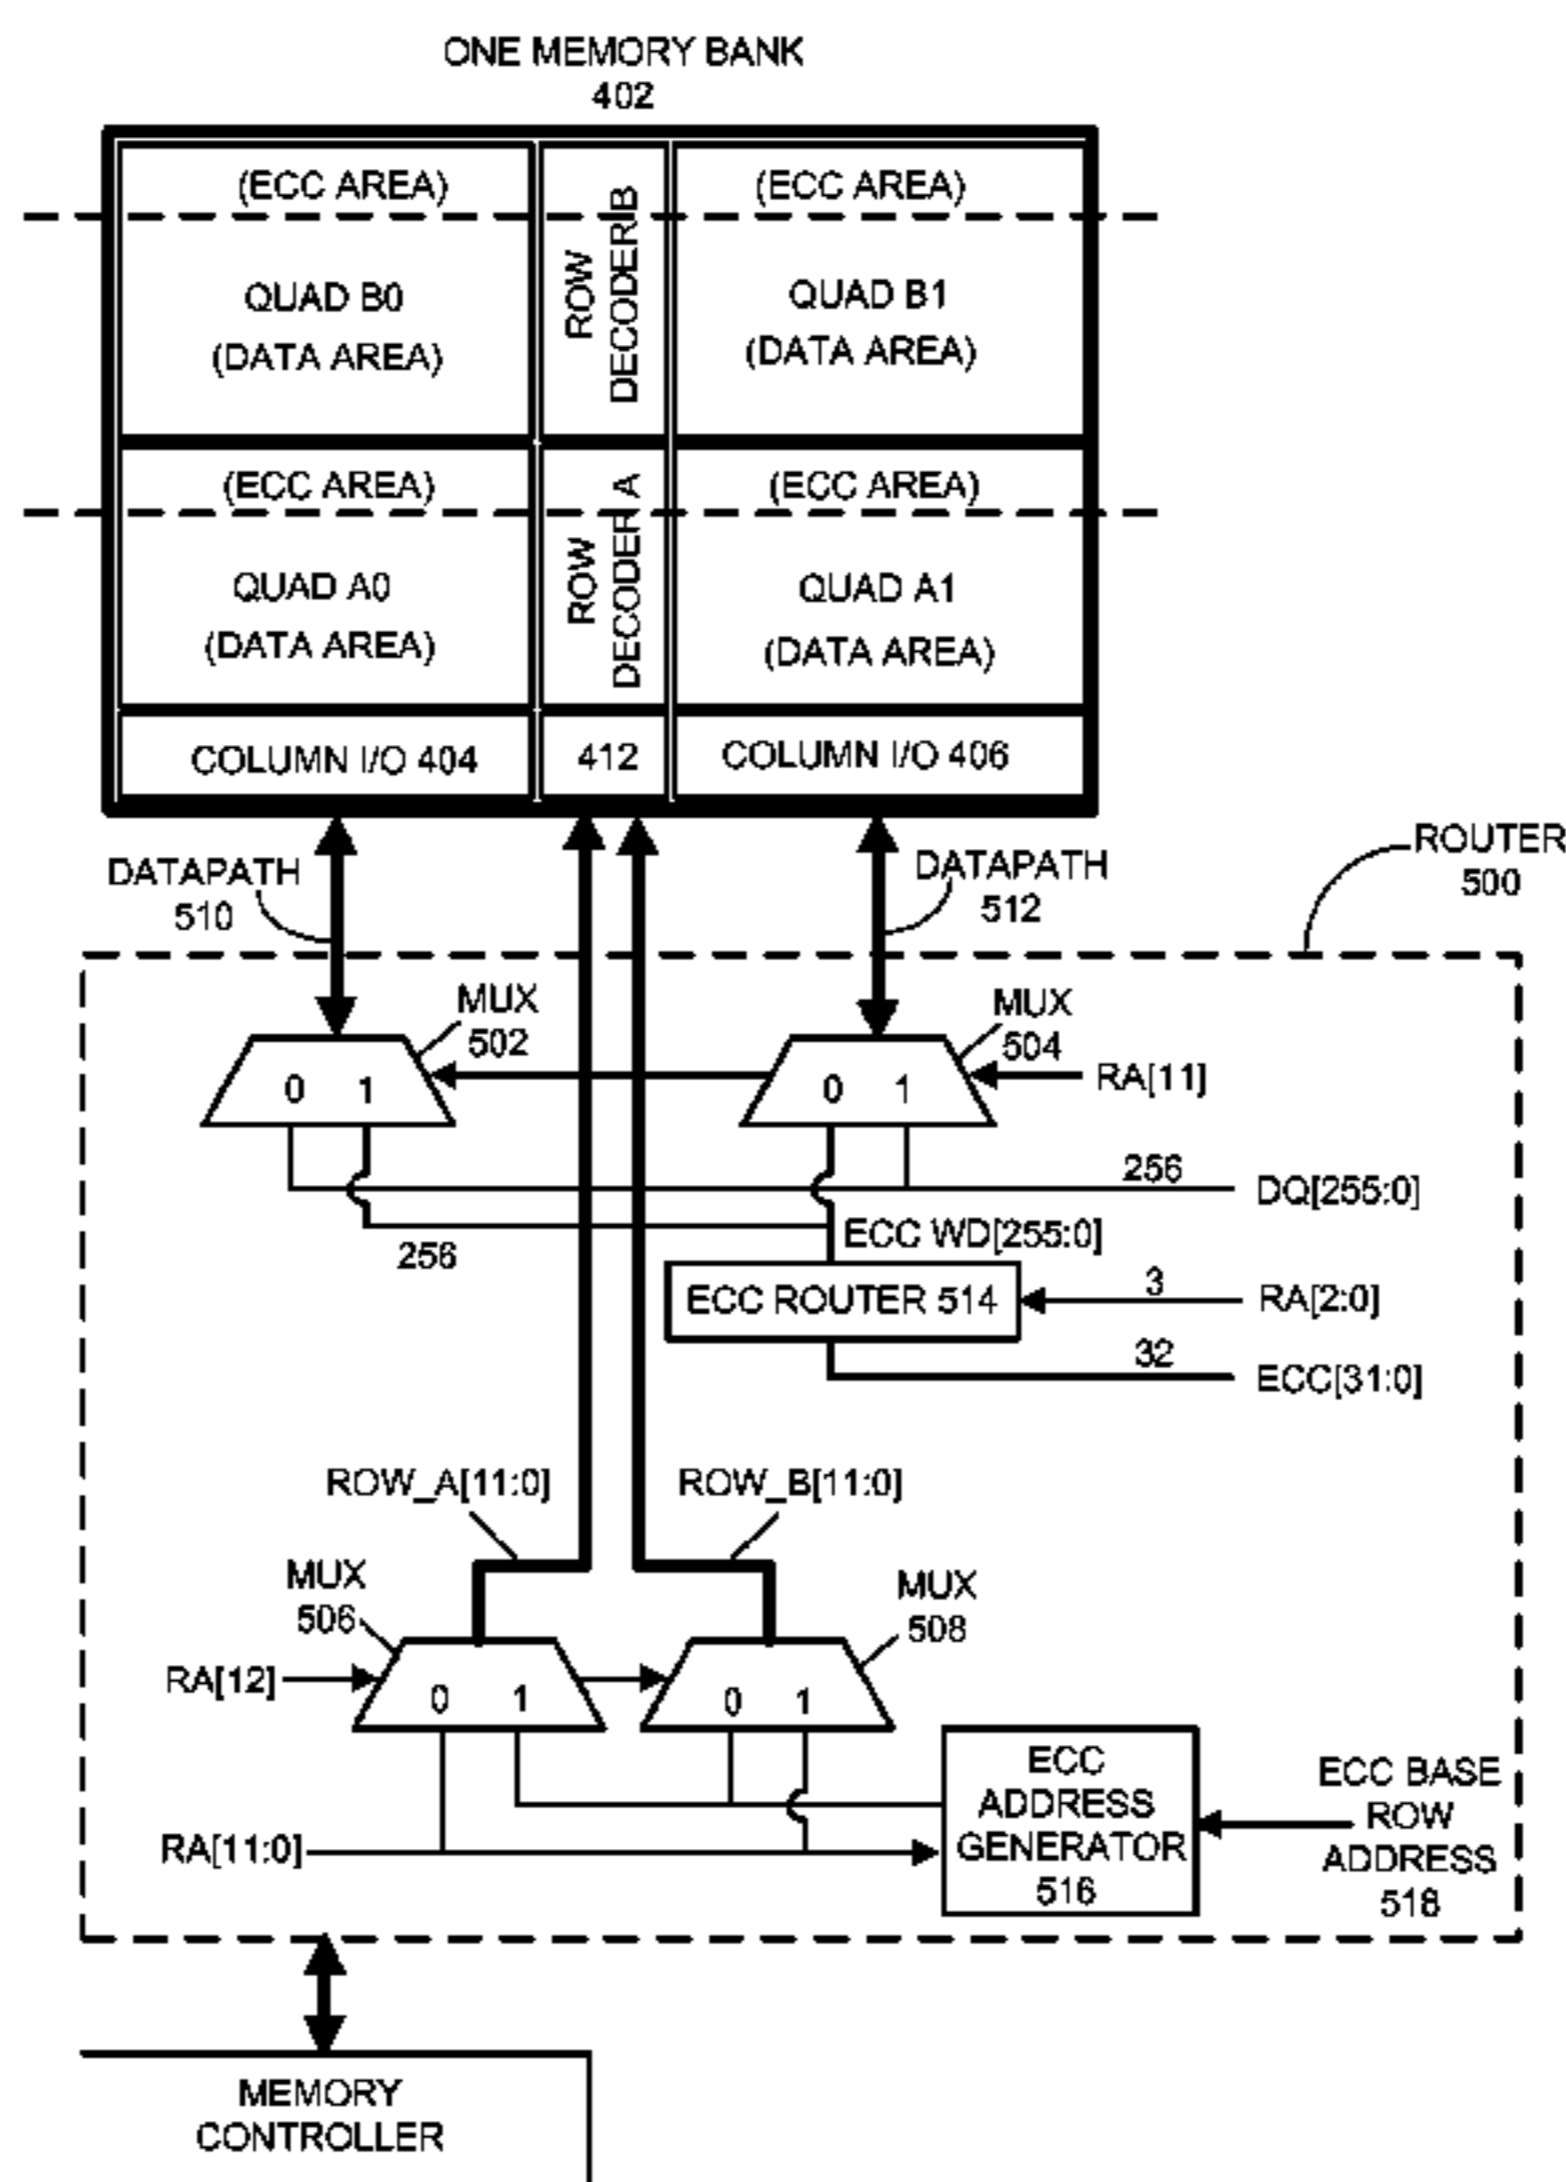 ONE MEMORY BANK
402
(ECC AREA)
(ECC AREA)
QUAD B0
(DATA AREA)
ROW
DECODER B
QUAD B1
(DATA AREA)
(ECC AREA)
(ECC AREA)
QUAD A0
(DATA AREA)
ROW
DECODER A
QUAD A1
(DATA AREA)
COLUMN I/O 404
412
COLUMN I/O 406
DATAPATH
510
DATAPATH
512
ROUTER
500
MUX
502
MUX
504
0 1
0 1
RA[11]
256
DQ[255:0]
256
ECC WD[255:0]
ECC ROUTER 514
3
RA[2:0]
32
ECC[31:0]
ROW_A[11:0]
ROW_B[11:0]
MUX
506
MUX
508
RA[12]
0 1
0 1
RA[11:0]
ECC
ADDRESS
GENERATOR
516
ECC BASE
ROW
ADDRESS
518
MEMORY
CONTROLLER